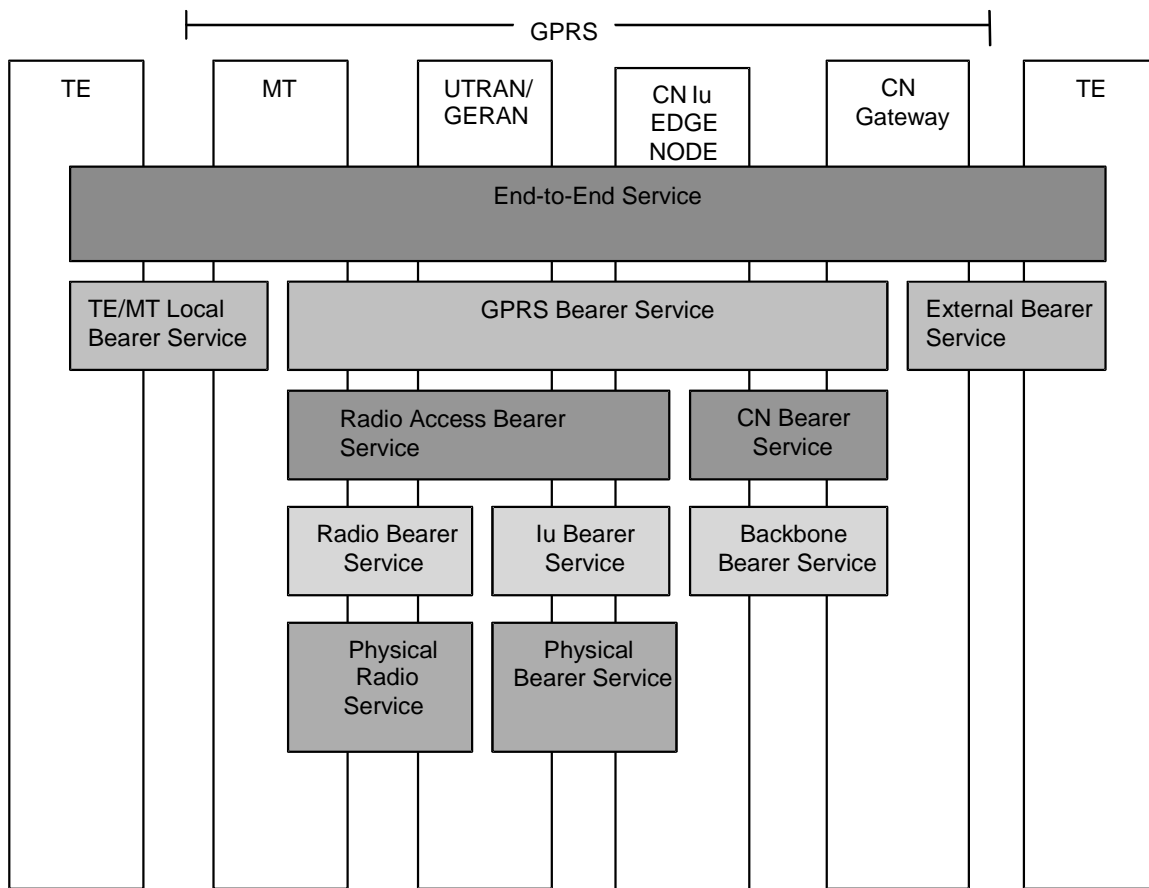 GPRS
TE
MT
UTRAN/
GERAN
CN Iu
EDGE
NODE
CN
Gateway
TE
End-to-End Service
TE/MT Local
Bearer Service
GPRS Bearer Service
External Bearer
Service
Radio Access Bearer
Service
CN Bearer
Service
Radio Bearer
Service
Iu Bearer
Service
Backbone
Bearer Service
Physical
Radio
Service
Physical
Bearer Service